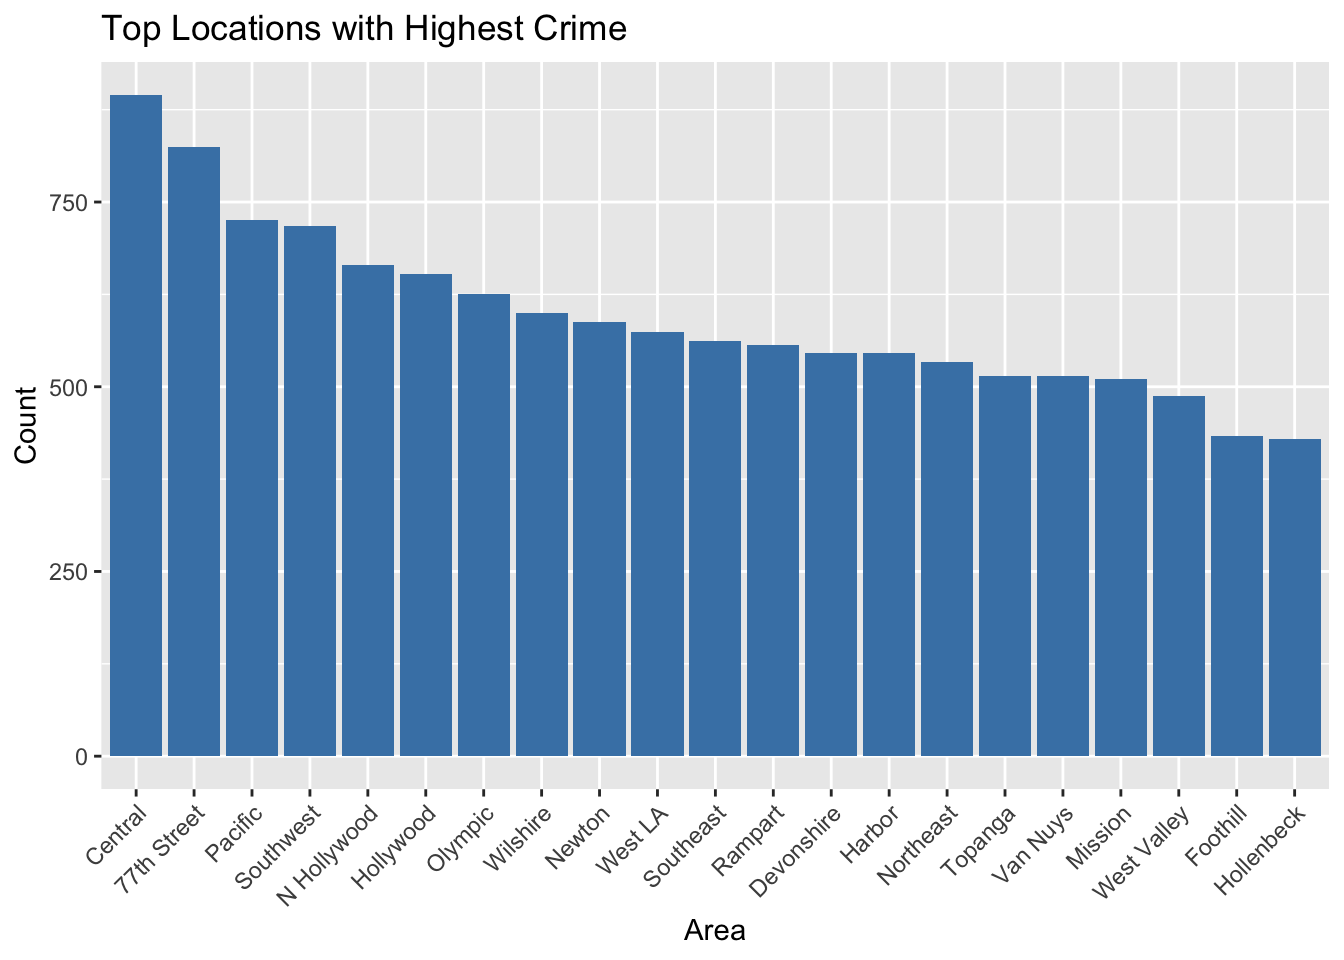 Top Locations with Highest Crime
Count
750
500
250
0
Central
77th Street
Pacific
Southwest
N Hollywood
Hollywood
Olympic
Wilshire
Newton
West LA
Southeast
Rampart
Devonshire
Harbor
Northeast
Topanga
Van Nuys
Mission
West Valley
Foothill
Hollenbeck
Area